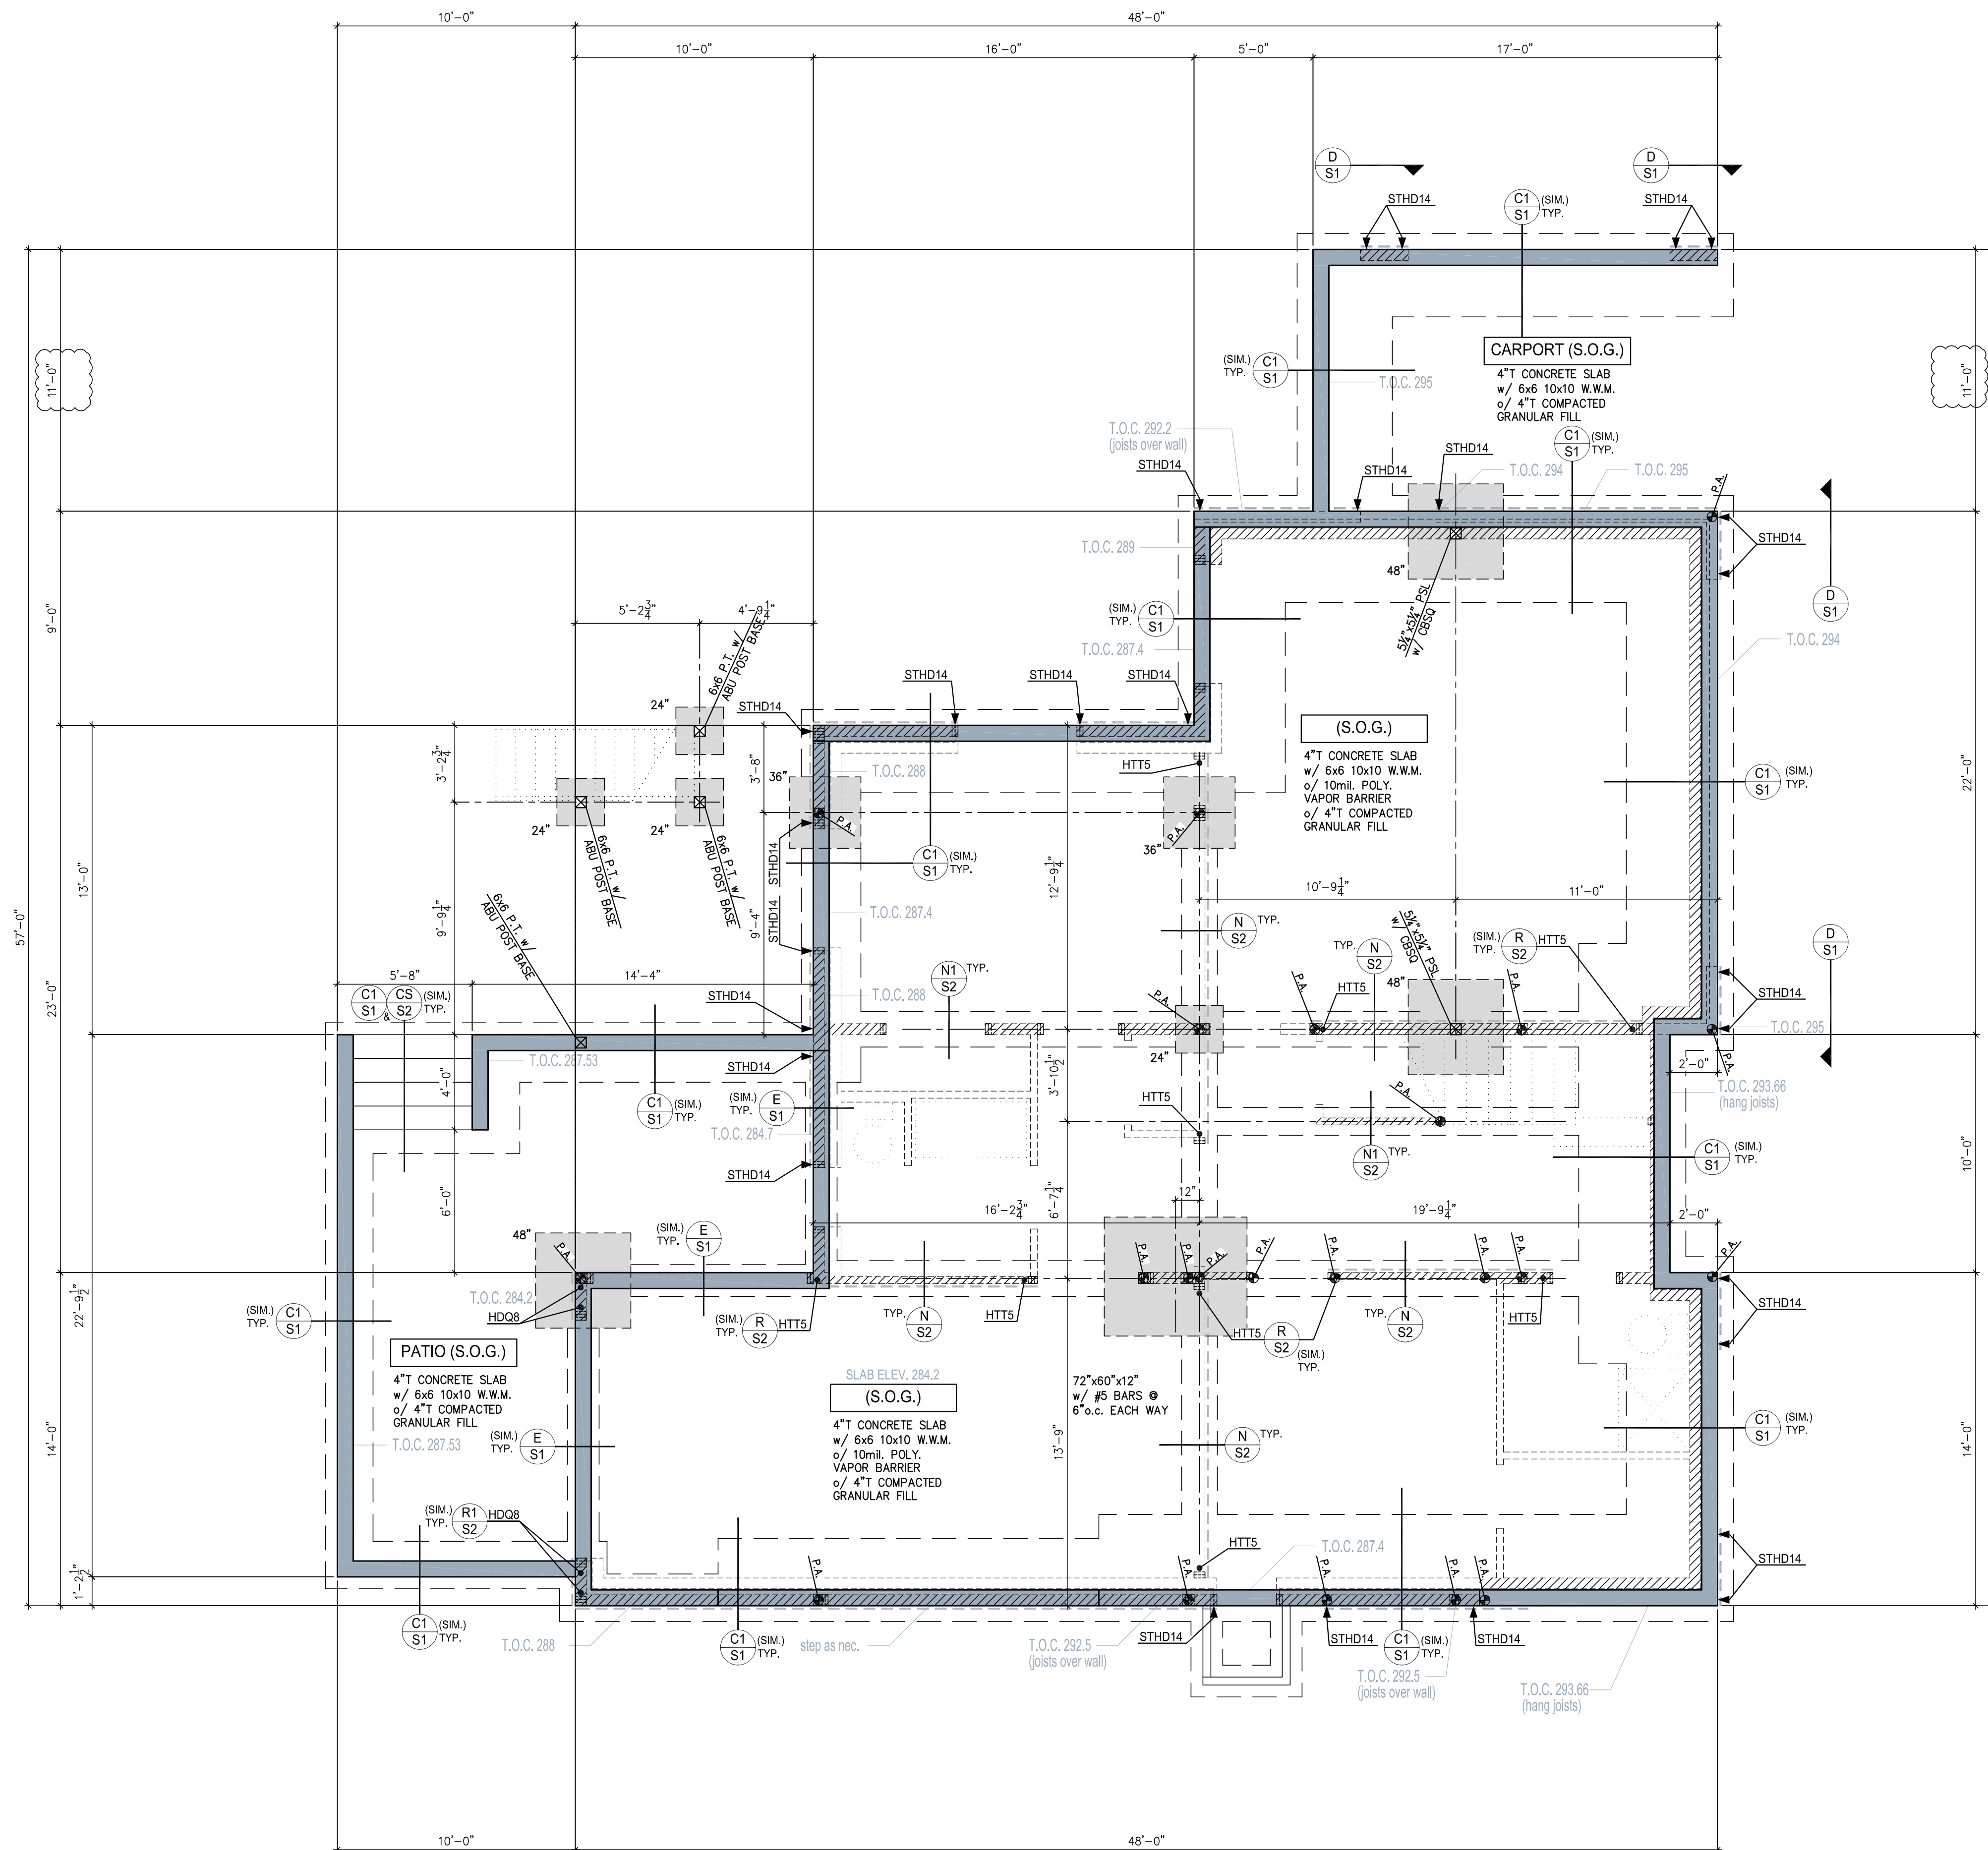 10'-0"
48'-0"
10'-0"
16'-0"
5'-0"
17'-0"
D
S1
D
S1
STHD14
C1
S1
(SIM.)
TYP.
STHD14
11'-0"
11'-0"
CARPORT (S.O.G.)
4"T CONCRETE SLAB
w/ 6x6 10x10 W.W.M.
o/ 4"T COMPACTED
GRANULAR FILL
(SIM.)
TYP.
C1
S1
T.O.C. 295
T.O.C. 292.2
(joists over wall)
STHD14
STHD14
STHD14
C1
S1
(SIM.)
TYP.
T.O.C. 294
T.O.C. 295
P.A.
STHD14
T.O.C. 289
48"
5¼"x5¼" PSL
w/ CBSQ
D
S1
9'-0"
5'-2¾"
4'-9¼"
(SIM.)
TYP.
C1
S1
T.O.C. 287.4
T.O.C. 294
6x6 P.T. w/
ABU POST BASE
24"
STHD14
STHD14
STHD14
STHD14
(S.O.G.)
4"T CONCRETE SLAB
w/ 6x6 10x10 W.W.M.
o/ 10mil. POLY.
VAPOR BARRIER
o/ 4"T COMPACTED
GRANULAR FILL
3'-2¾"
3'-8"
36"
T.O.C. 288
HTT5
C1
S1
(SIM.)
TYP.
22'-0"
24"
24"
P.A.
P.A.
36"
6x6 P.T. w/
ABU POST BASE
6x6 P.T. w/
ABU POST BASE
STHD14
STHD14
C1
S1
(SIM.)
TYP.
12'-9¼"
10'-9¼"
11'-0"
13'-0"
57'-0"
23'-0"
9'-9¼"
9'-4"
T.O.C. 287.4
6x6 P.T. w/
ABU POST BASE
N
S2
TYP.
TYP.
N
S2
5¼"x5¼" PSL
w/ CBSQ
(SIM.)
TYP.
R
S2
HTT5
D
S1
5'-8"
14'-4"
N1
S2
TYP.
T.O.C. 288
C1
S1
&
CS
S2
(SIM.)
TYP.
STHD14
P.A.
P.A.
HTT5
48"
P.A.
STHD14
T.O.C. 295
P.A.
T.O.C. 287.53
STHD14
24"
4'-0"
3'-10½"
2'-0"
T.O.C. 293.66
(hang joists)
C1
S1
(SIM.)
TYP.
(SIM.)
TYP.
E
S1
T.O.C. 284.7
HTT5
P.A.
N1
S2
TYP.
C1
S1
(SIM.)
TYP.
10'-0"
STHD14
6'-0"
6'-7¼"
12"
16'-2¾"
19'-9¼"
2'-0"
48"
P.A.
(SIM.)
TYP.
E
S1
P.A.
P.A.
P.A.
P.A.
P.A.
P.A.
P.A.
T.O.C. 284.2
HDQ8
(SIM.)
TYP.
R
S2
HTT5
TYP.
N
S2
HTT5
HTT5
R
S2
(SIM.)
TYP.
TYP.
N
S2
HTT5
STHD14
22'-9½"
(SIM.)
TYP.
C1
S1
PATIO (S.O.G.)
4"T CONCRETE SLAB
w/ 6x6 10x10 W.W.M.
o/ 4"T COMPACTED
GRANULAR FILL
T.O.C. 287.53
SLAB ELEV. 284.2
(S.O.G.)
4"T CONCRETE SLAB
w/ 6x6 10x10 W.W.M.
o/ 10mil. POLY.
VAPOR BARRIER
o/ 4"T COMPACTED
GRANULAR FILL
72"x60"x12"
w/ #5 BARS @
6"o.c. EACH WAY
14'-0"
(SIM.)
TYP.
E
S1
13'-9"
N
S2
TYP.
C1
S1
(SIM.)
TYP.
14'-0"
(SIM.)
TYP.
R1
S2
HDQ8
HTT5
T.O.C. 287.4
STHD14
1'-2½"
P.A.
P.A.
P.A.
P.A.
P.A.
C1
S1
(SIM.)
TYP.
T.O.C. 288
C1
S1
(SIM.)
TYP.
step as nec.
T.O.C. 292.5
(joists over wall)
STHD14
STHD14
C1
S1
(SIM.)
TYP.
STHD14
T.O.C. 292.5
(joists over wall)
T.O.C. 293.66
(hang joists)
10'-0"
48'-0"